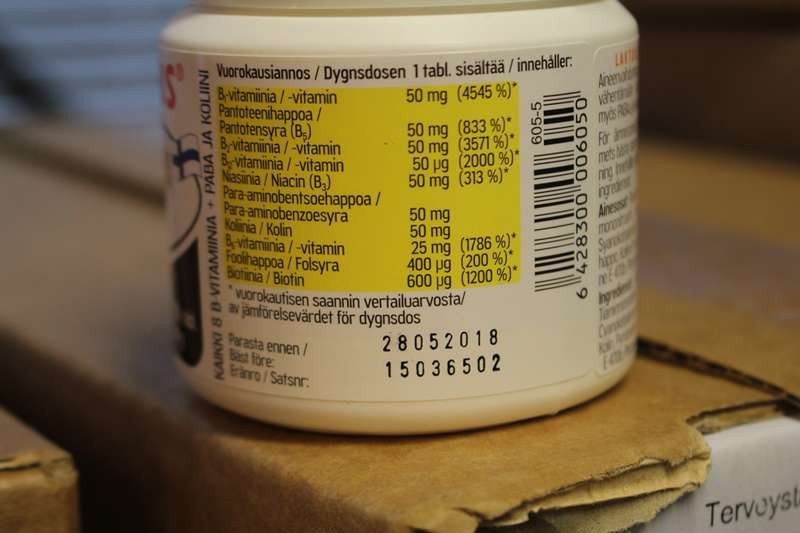 S®
KAIKKI 8 B-VITAMIINIA + PABA JA KOLIINI
Vuorokausiannos / Dygnsdosen 1 tabl. sisältää / innehåller:
B₁-vitamiinia / -vitamin 50 mg (4545 %)*
Pantoteenihappoa /
Pantotensyra (B₅) 50 mg (833 %)*
B₂-vitamiinia / -vitamin 50 mg (3571 %)*
B₁₂-vitamiinia / -vitamin 50 µg (2000 %)*
Niasiinia / Niacin (B₃) 50 mg (313 %)*
Para-aminobentsoehappoa /
Para-aminobenzoesyra 50 mg
Koliinia / Kolin 50 mg
B₆-vitamiinia / -vitamin 25 mg (1786 %)*
Foolihappoa / Folsyra 400 µg (200 %)*
Biotiinia / Biotin 600 µg (1200 %)*
* vuorokautisen saannin vertailuarvosta/
av jämförelsevärdet för dygnsdos
Parasta ennen /
Bäst före: 28052018
Eränro / Satsnr: 15036502
605-5
6 428300 006050